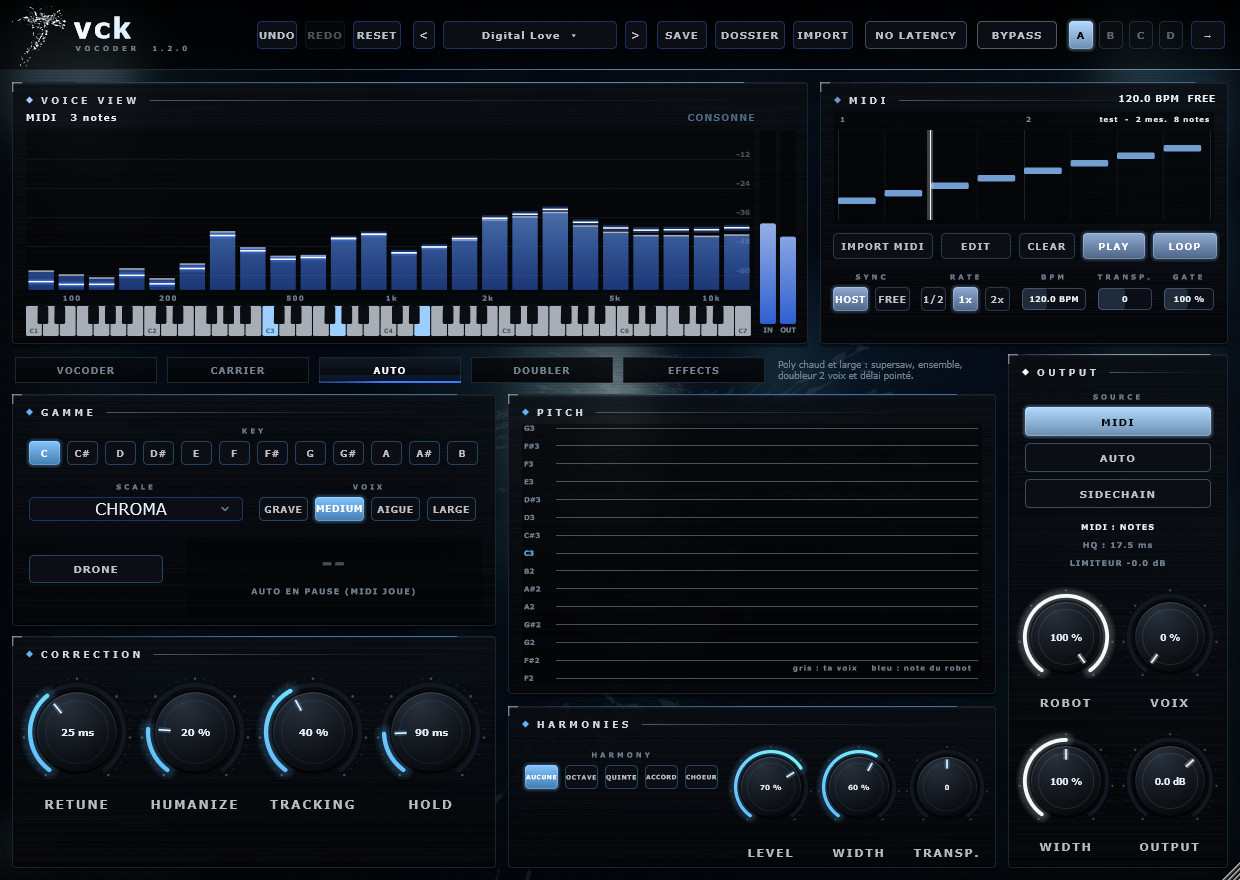 vck
VOCODER 1.2.0
UNDO REDO RESET < Digital Love > SAVE DOSSIER IMPORT NO LATENCY BYPASS A B C D →
VOICE VIEW
MIDI 3 notes CONSONNE
-12
-24
-36
-48
-60
100 200 500 1k 2k 5k 10k
C1 C2 C3 C4 C5 C6 C7 IN OUT
MIDI 120.0 BPM FREE
1 2 test - 2 mes. 8 notes
IMPORT MIDI EDIT CLEAR PLAY LOOP
SYNC RATE BPM TRANSP. GATE
HOST FREE 1/2 1x 2x 120.0 BPM 0 100 %
VOCODER CARRIER AUTO DOUBLER EFFECTS
Poly chaud et large : supersaw, ensemble,
doubleur 2 voix et délai pointé.
GAMME
KEY
C C# D D# E F F# G G# A A# B
SCALE VOIX
CHROMA GRAVE MEDIUM AIGUE LARGE
DRONE --
AUTO EN PAUSE (MIDI JOUE)
CORRECTION
25 ms 20 % 40 % 90 ms
RETUNE HUMANIZE TRACKING HOLD
PITCH
G3
F#3
F3
E3
D#3
D3
C#3
C3
B2
A#2
A2
G#2
G2
F#2 gris : ta voix bleu : note du robot
F2
HARMONIES
HARMONY
AUCUNE OCTAVE QUINTE ACCORD CHOEUR
70 % 60 % 0
LEVEL WIDTH TRANSP.
OUTPUT
SOURCE
MIDI
AUTO
SIDECHAIN
MIDI : NOTES
HQ : 17.5 ms
LIMITEUR -0.0 dB
100 % 0 %
ROBOT VOIX
100 % 0.0 dB
WIDTH OUTPUT